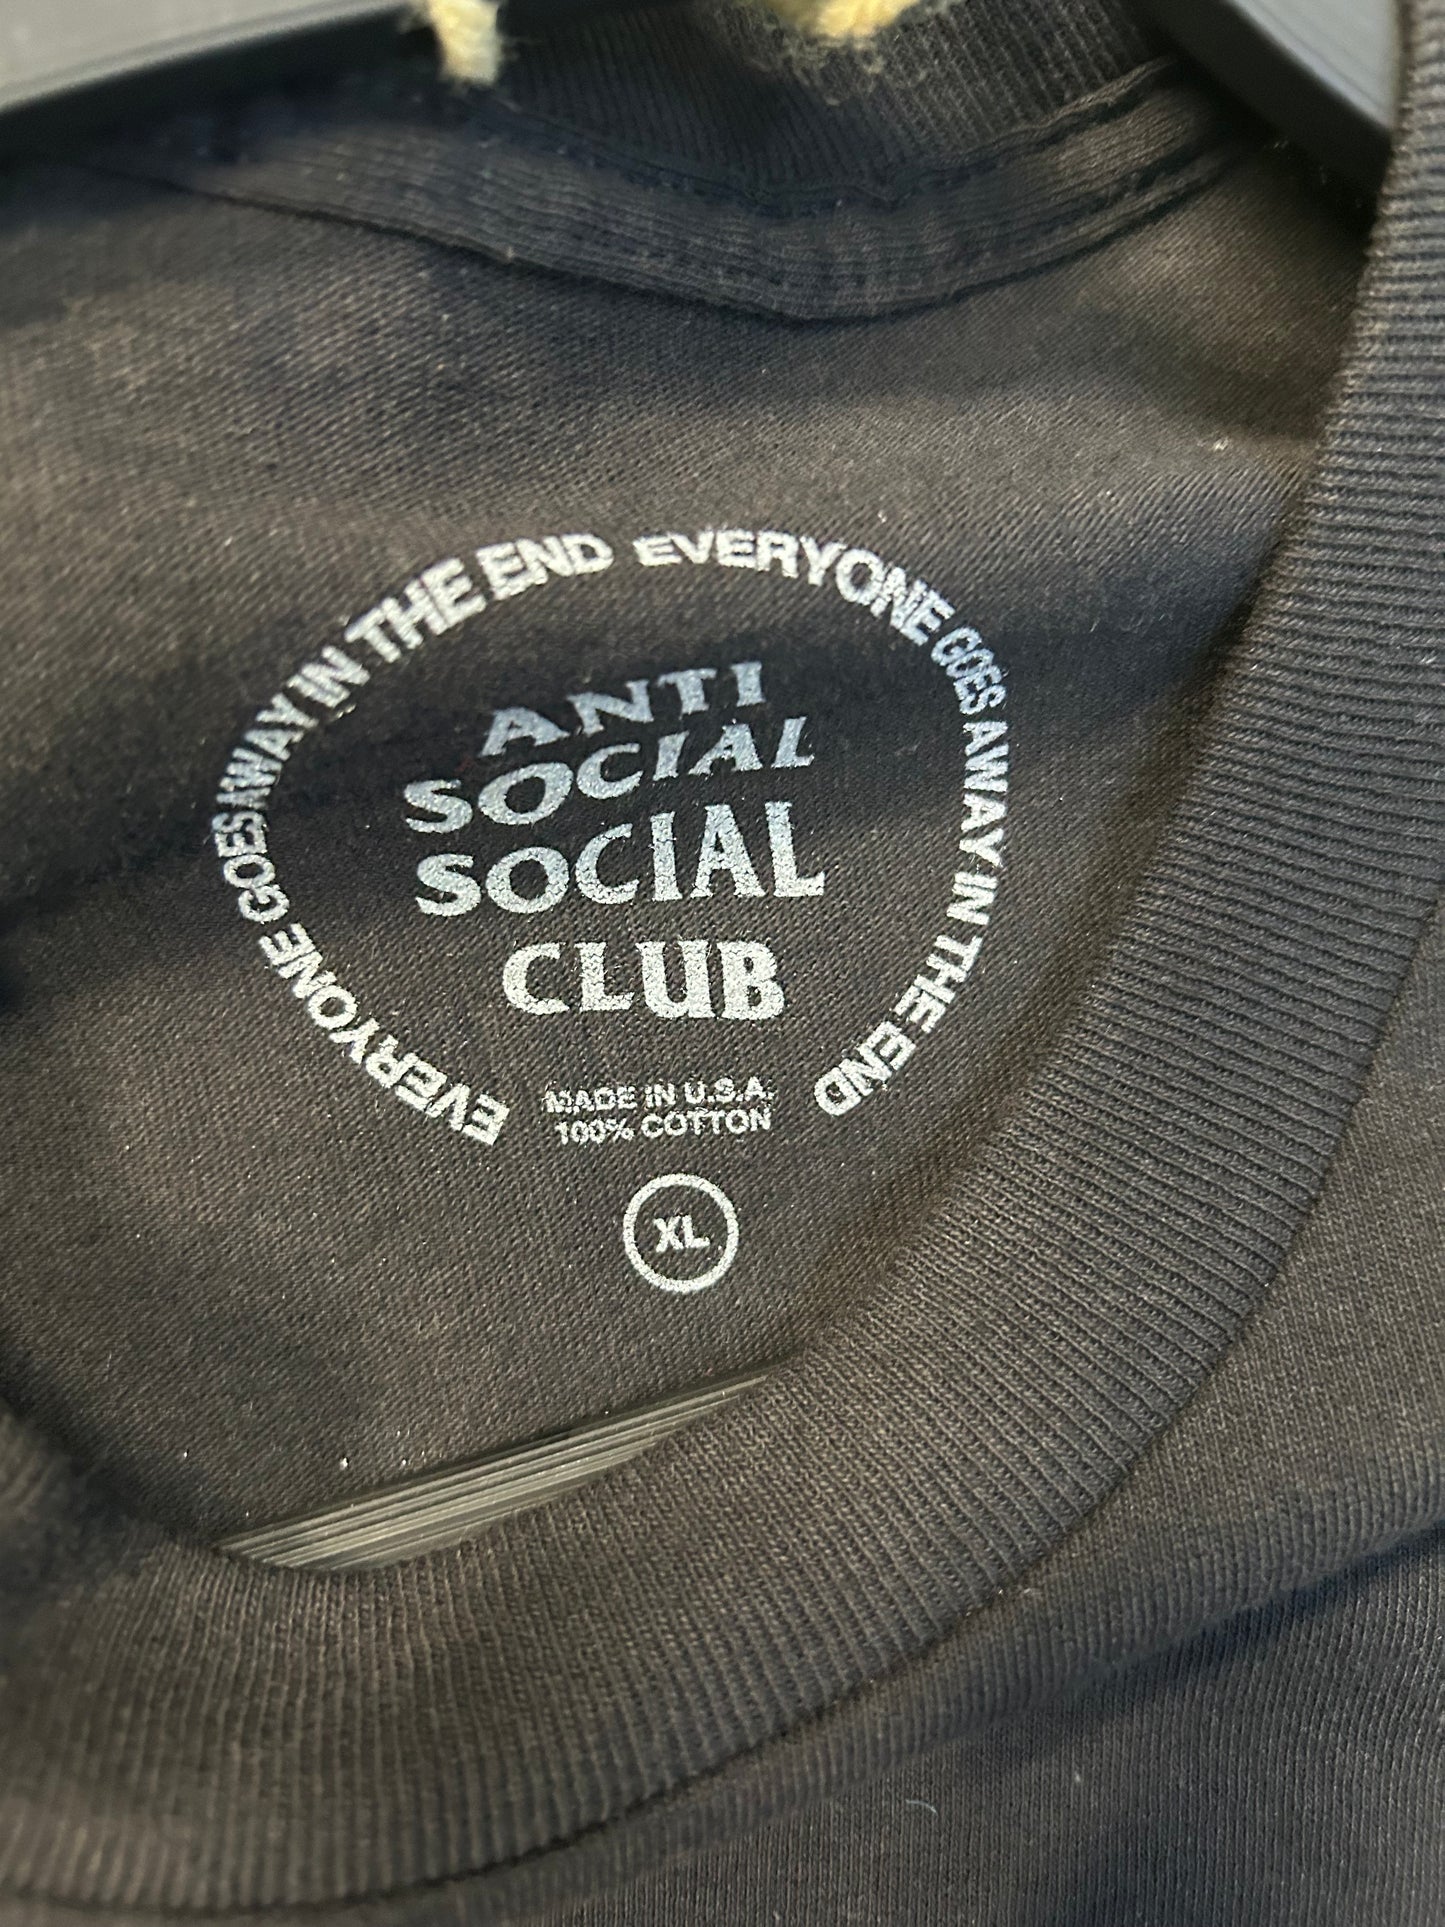 EVERYONE GOES AWAY IN THE END EVERYONE GOES AWAY IN THE END
ANTI
SOCIAL
SOCIAL
CLUB
MADE IN U.S.A.
100% COTTON
XL